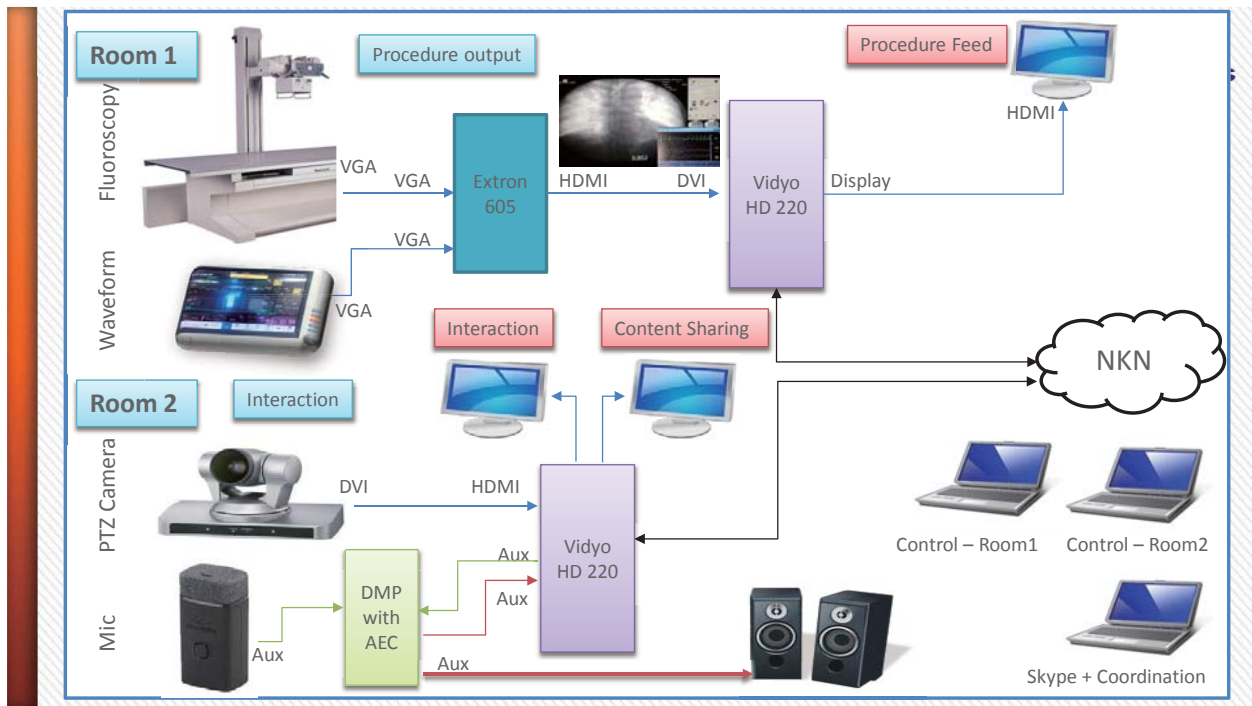 Room 1
Procedure output
Procedure Feed
HDMI
Fluoroscopy
VGA
VGA
Extron
605
HDMI
DVI
Vidyo
HD 220
Display
VGA
VGA
Waveform
Interaction
Content Sharing
NKN
Room 2
Interaction
PTZ Camera
DVI
HDMI
Vidyo
HD 220
Aux
Aux
DMP
with
AEC
Mic
Aux
Aux
Control – Room1
Control – Room2
Skype + Coordination